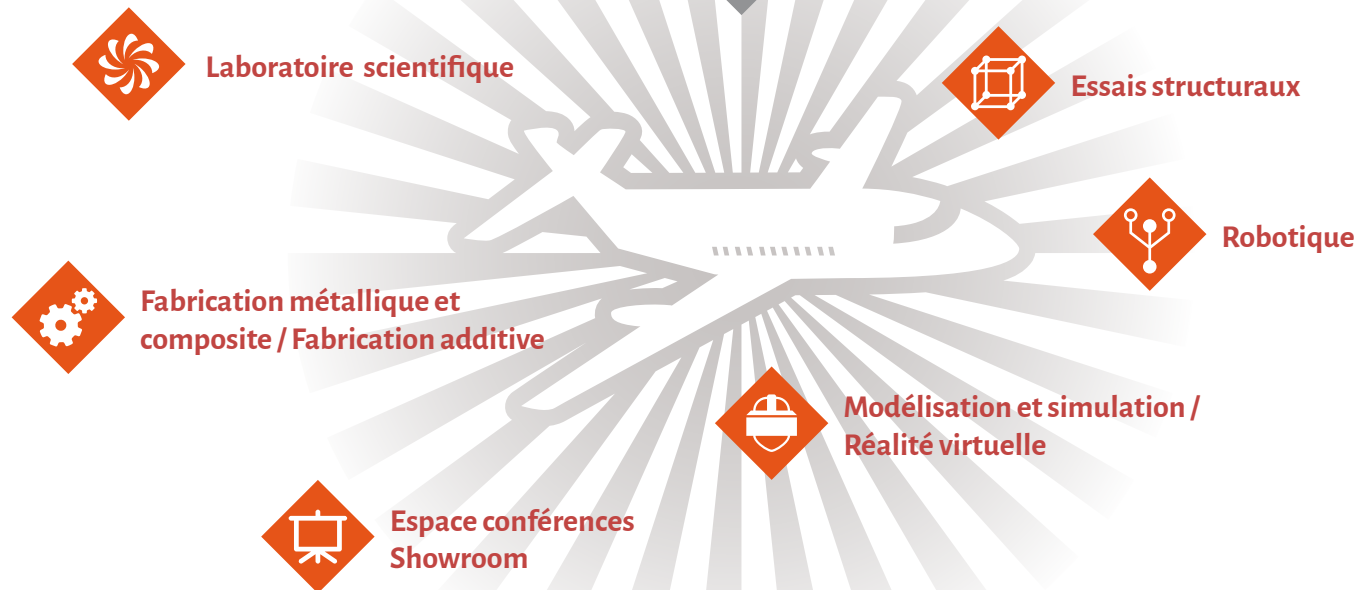 Laboratoire scientifique
Essais structuraux
Robotique
Fabrication métallique et
composite / Fabrication additive
Modélisation et simulation /
Réalité virtuelle
Espace conférences
Showroom